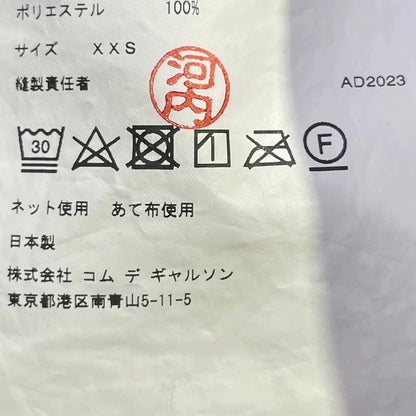 ポリエステル 100%
サイズ XXS
縫製責任者 河内 AD2023
30 F
ネット使用 あて布使用
日本製
株式会社 コム デ ギャルソン
東京都港区南青山5-11-5